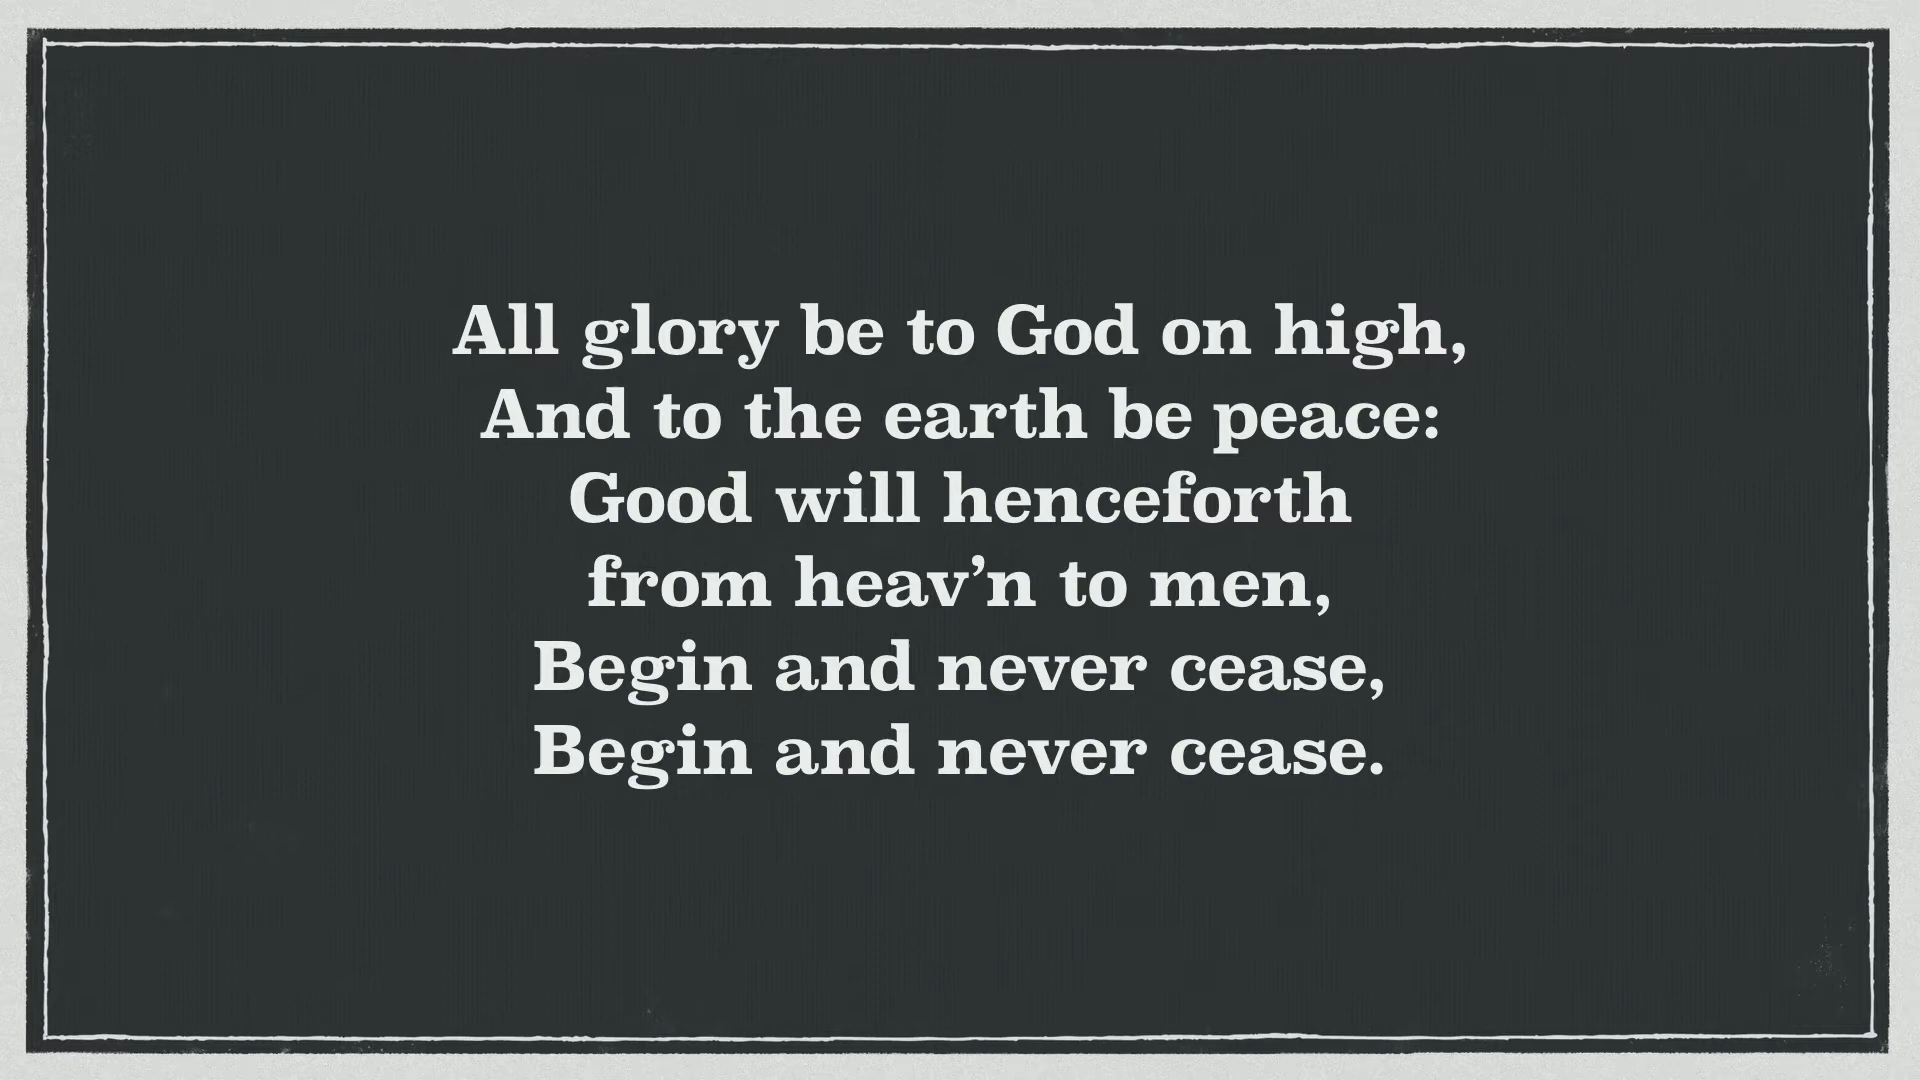 All glory be to God on high,
And to the earth be peace:
Good will henceforth
from heav’n to men,
Begin and never cease,
Begin and never cease.